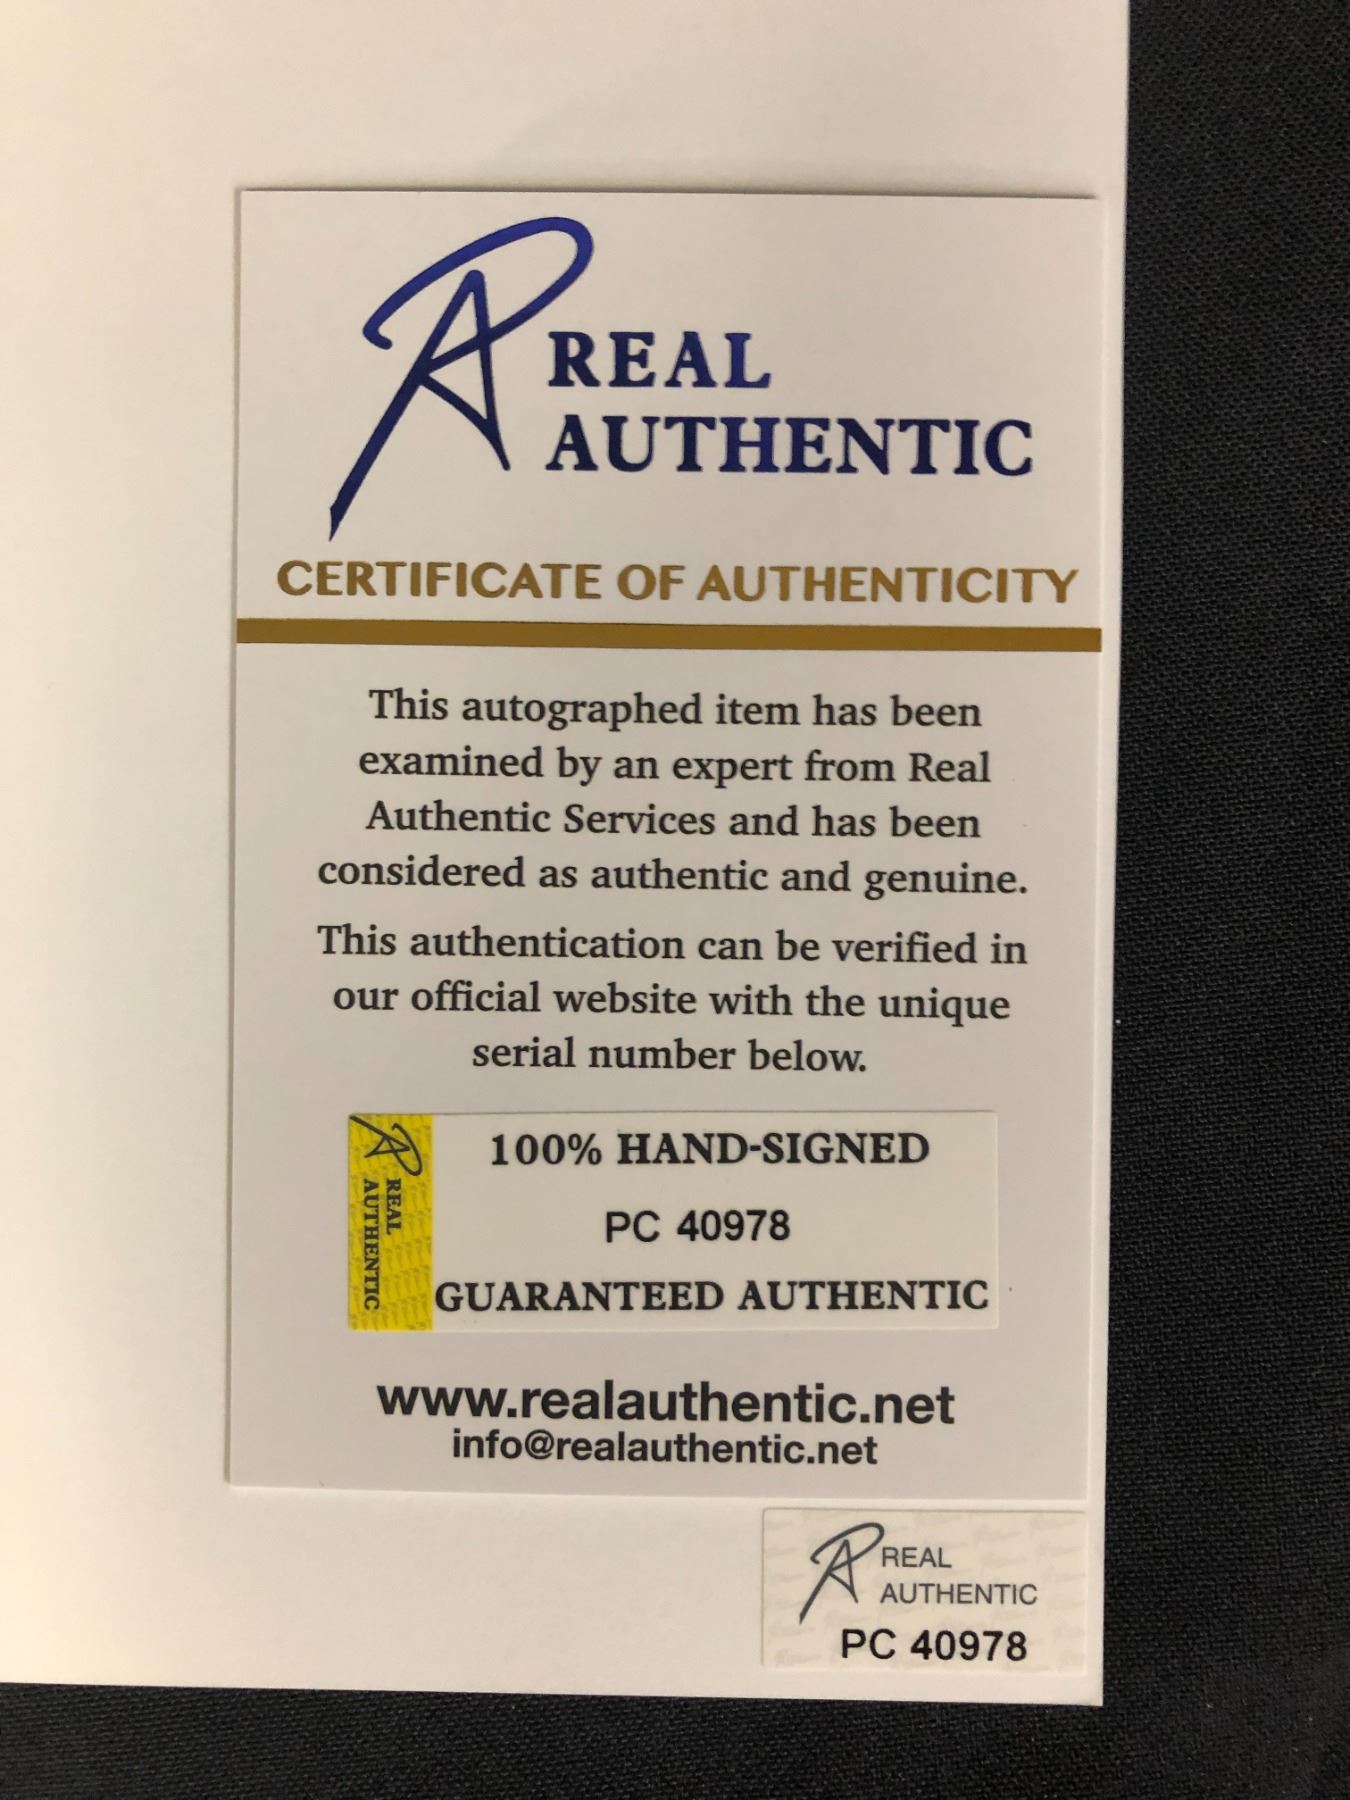 REAL
AUTHENTIC
CERTIFICATE OF AUTHENTICITY
This autographed item has been
examined by an expert from Real
Authentic Services and has been
considered as authentic and genuine.
This authentication can be verified in
our official website with the unique
serial number below.
REAL
AUTHENTIC
100% HAND-SIGNED
PC 40978
GUARANTEED AUTHENTIC
www.realauthentic.net
info@realauthentic.net
REAL
AUTHENTIC
PC 40978